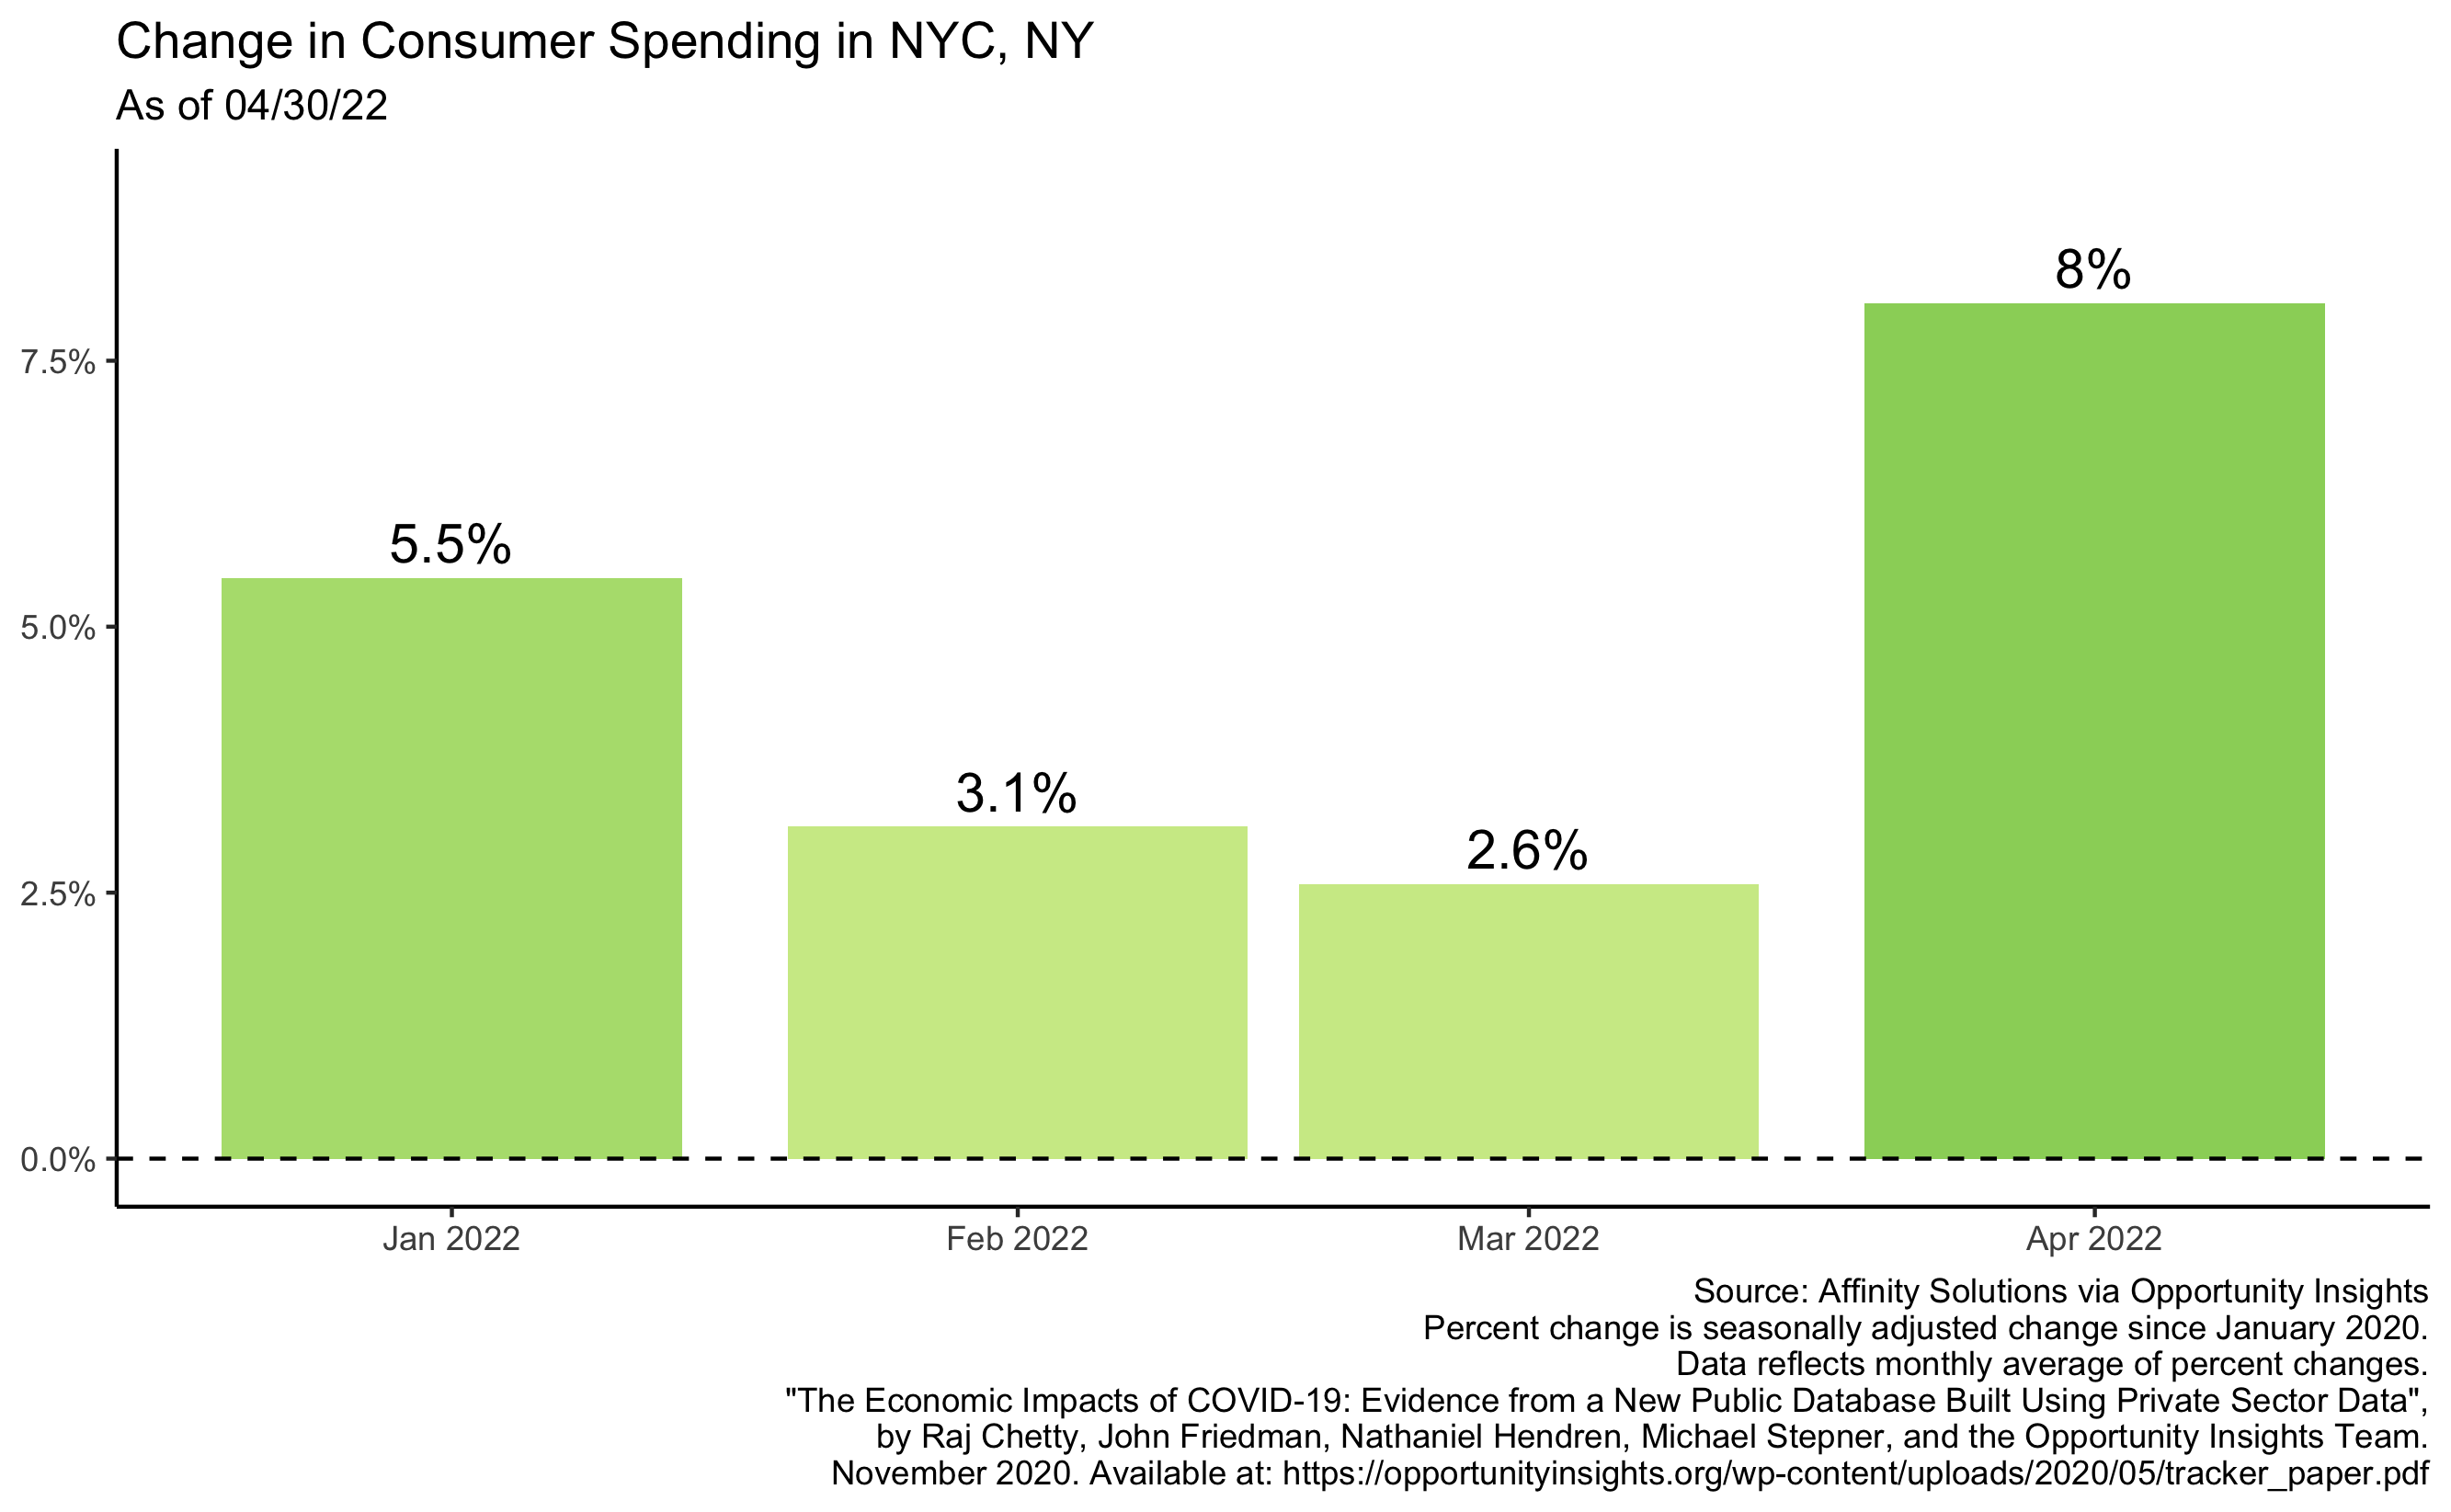 Change in Consumer Spending in NYC, NY
As of 04/30/22
8%
7.5%
5.5%
5.0%
3.1%
2.6%
2.5%
0.0%
Jan 2022 Feb 2022 Mar 2022 Apr 2022
Source: Affinity Solutions via Opportunity Insights
Percent change is seasonally adjusted change since January 2020.
Data reflects monthly average of percent changes.
"The Economic Impacts of COVID-19: Evidence from a New Public Database Built Using Private Sector Data",
by Raj Chetty, John Friedman, Nathaniel Hendren, Michael Stepner, and the Opportunity Insights Team.
November 2020. Available at: https://opportunityinsights.org/wp-content/uploads/2020/05/tracker_paper.pdf